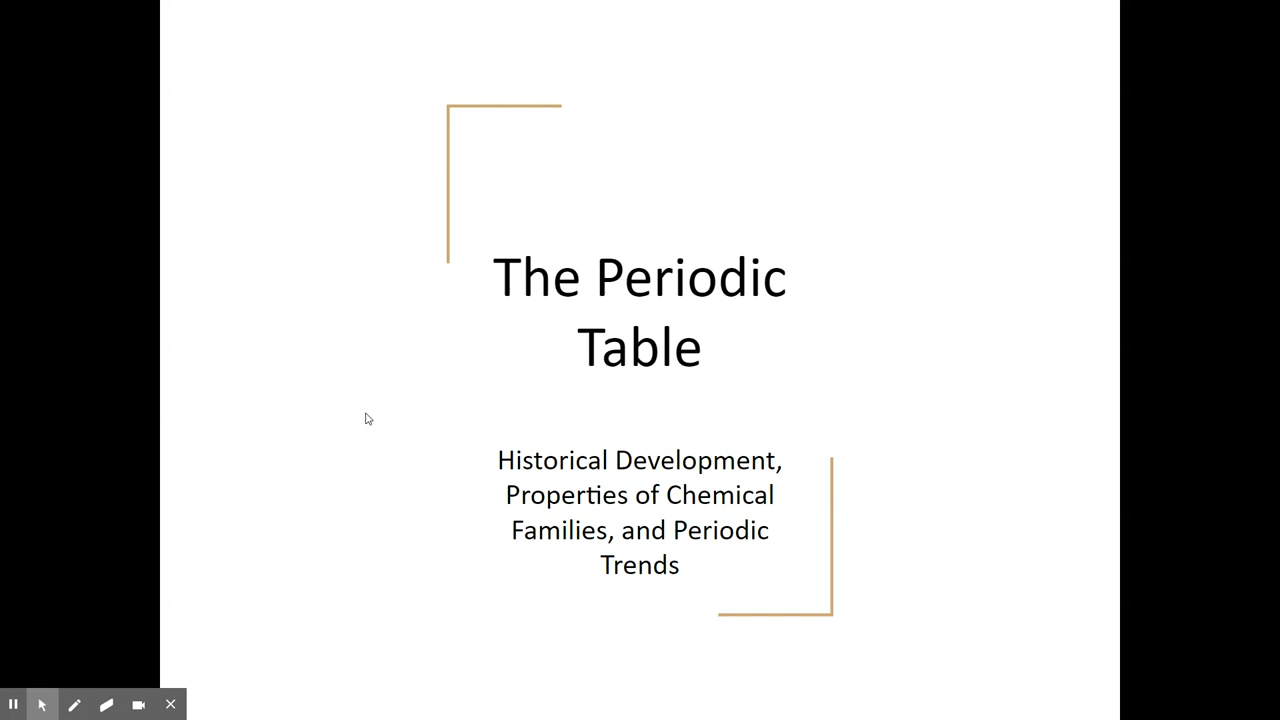 The Periodic
Table
Historical Development,
Properties of Chemical
Families, and Periodic
Trends